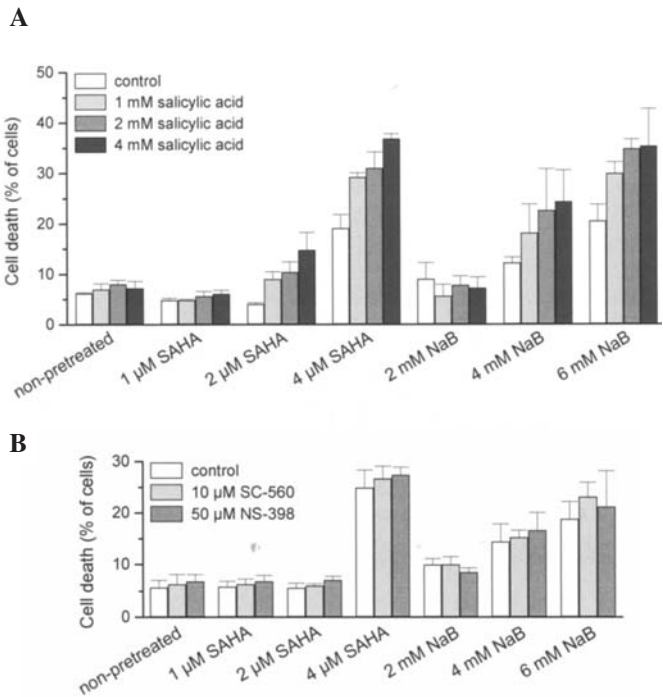 A
Cell death (% of cells)
50
40
30
20
10
0
control
1 mM salicylic acid
2 mM salicylic acid
4 mM salicylic acid
non-pretreated
1 µM SAHA
2 µM SAHA
4 µM SAHA
2 mM NaB
4 mM NaB
6 mM NaB
B
Cell death (% of cells)
30
20
10
0
control
10 µM SC-560
50 µM NS-398
non-pretreated
1 µM SAHA
2 µM SAHA
4 µM SAHA
2 mM NaB
4 mM NaB
6 mM NaB